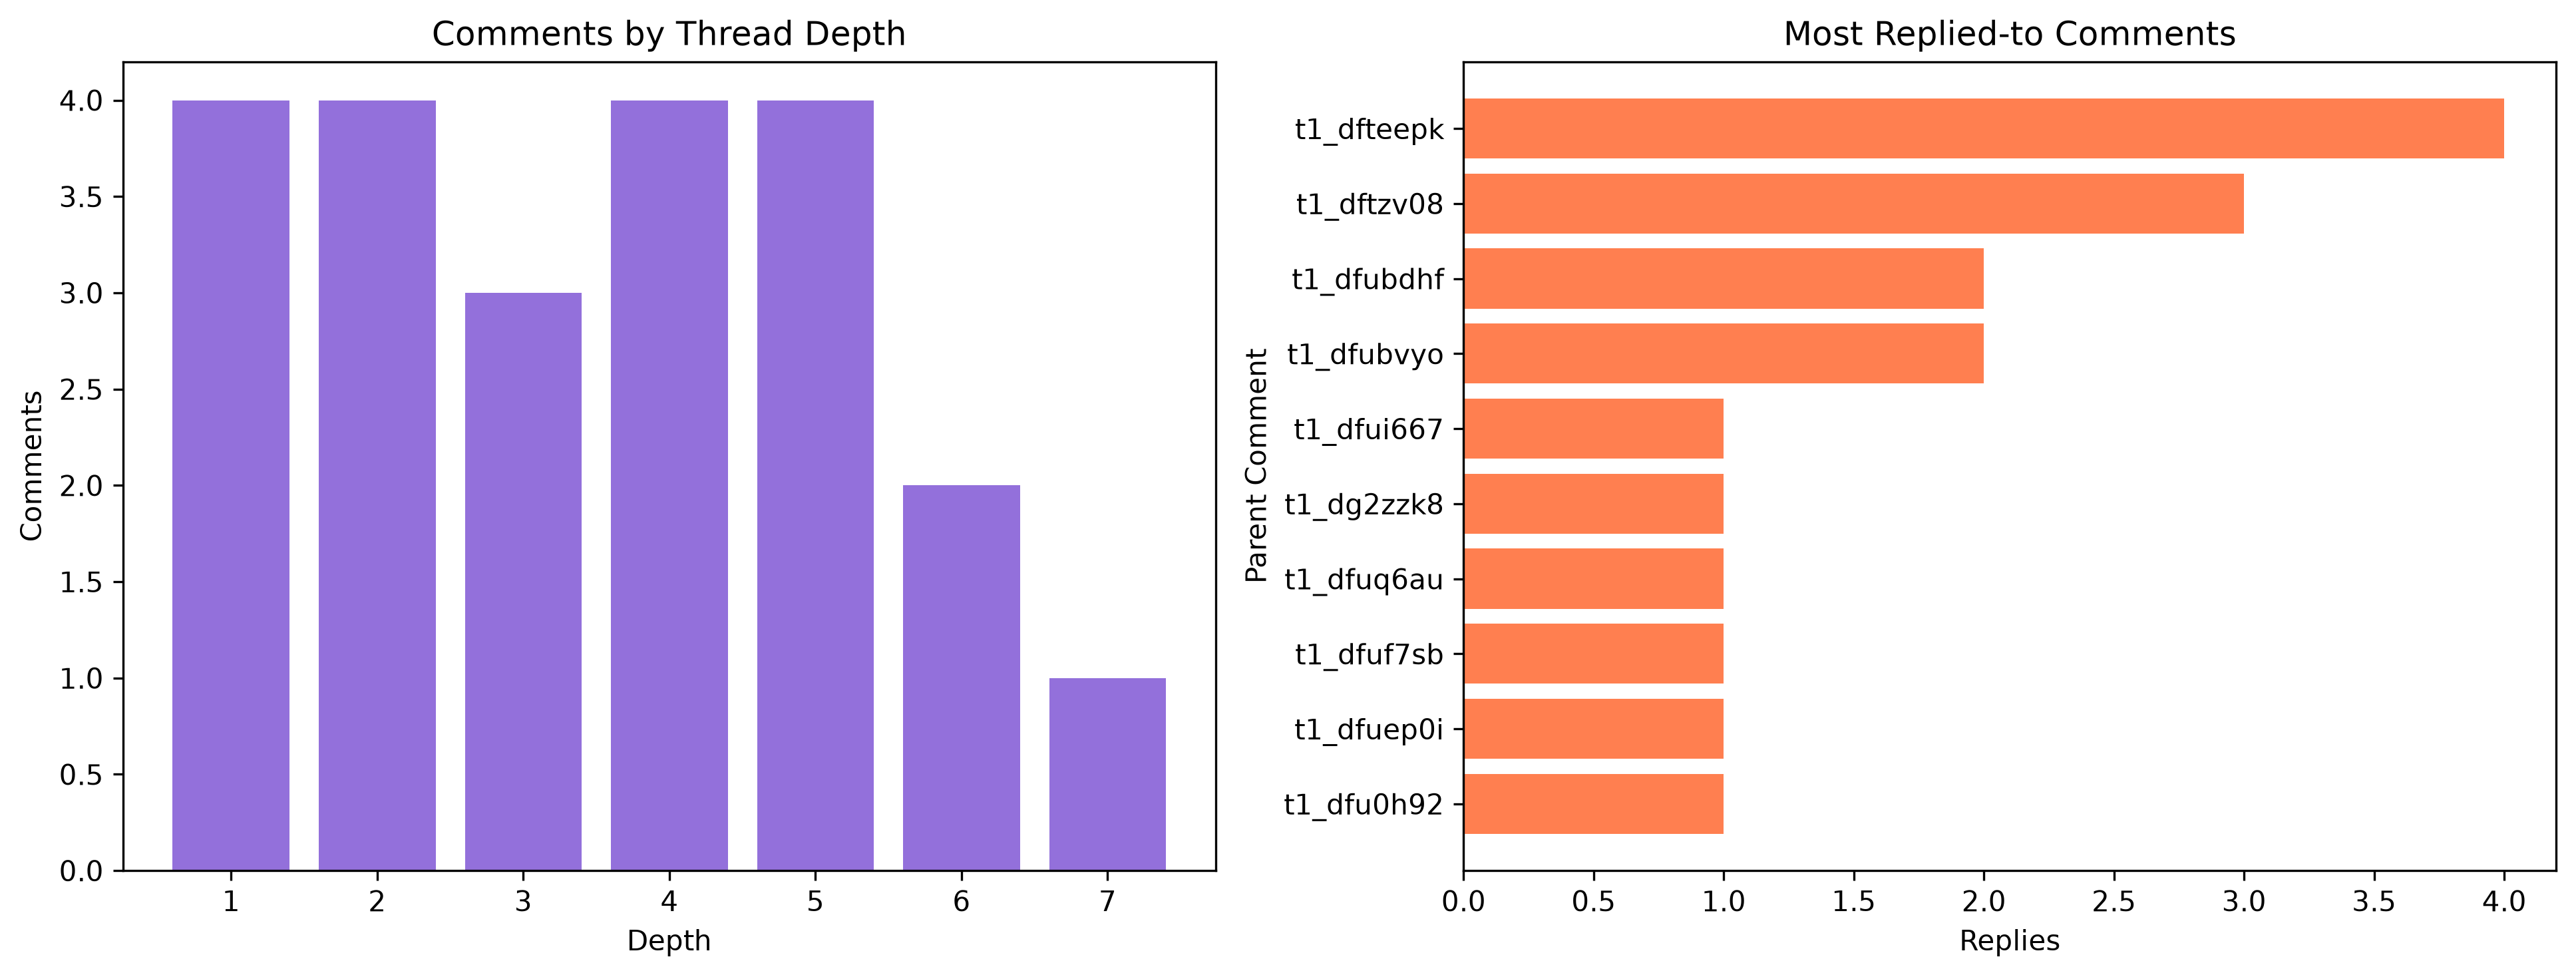 Comments by Thread Depth
Comments
4.0
3.5
3.0
2.5
2.0
1.5
1.0
0.5
0.0
1 2 3 4 5 6 7
Depth
Most Replied-to Comments
Parent Comment
t1_dfteepk
t1_dftzv08
t1_dfubdhf
t1_dfubvyo
t1_dfui667
t1_dg2zzk8
t1_dfuq6au
t1_dfuf7sb
t1_dfuep0i
t1_dfu0h92
0.0 0.5 1.0 1.5 2.0 2.5 3.0 3.5 4.0
Replies